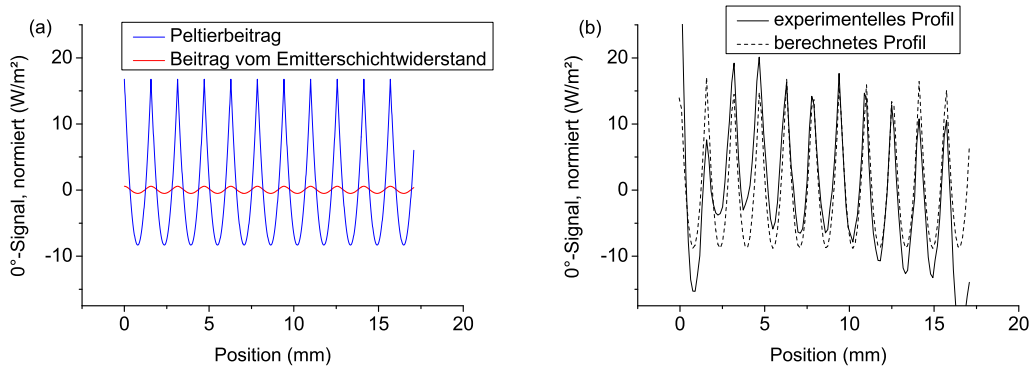 (a)
Peltierbeitrag
Beitrag vom Emitterschichtwiderstand
0°-Signal, normiert (W/m²)
20
10
0
-10
0
5
10
15
20
Position (mm)
(b)
experimentelles Profil
berechnetes Profil
0°-Signal, normiert (W/m²)
20
10
0
-10
0
5
10
15
20
Position (mm)